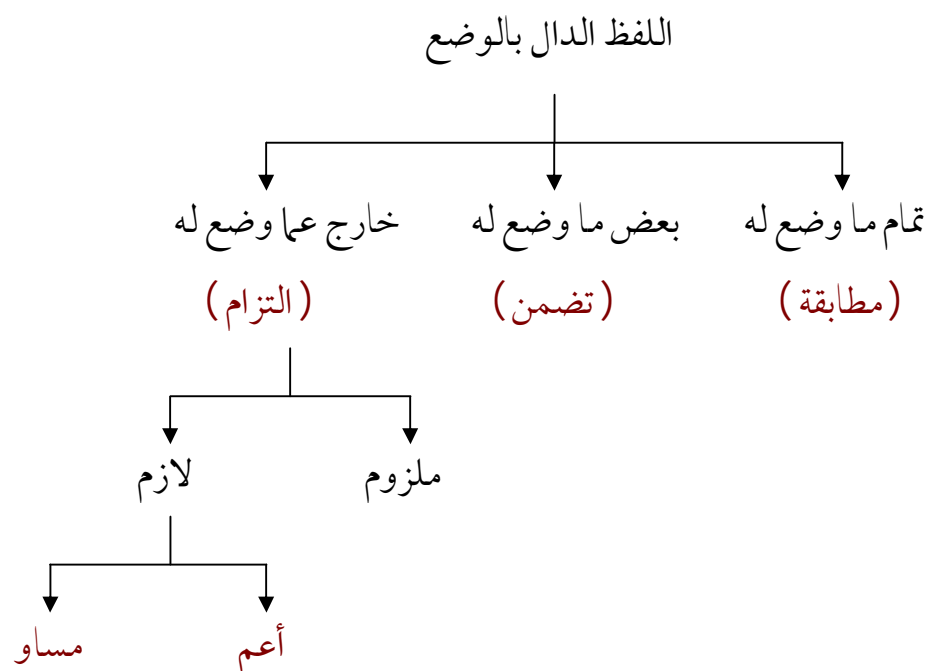 اللفظ الدال بالوضع
تمام ما وضع له بعض ما وضع له خارج عما وضع له
(مطابقة) (تضمن) (التزام)
ملزوم لازم
أعم مساو